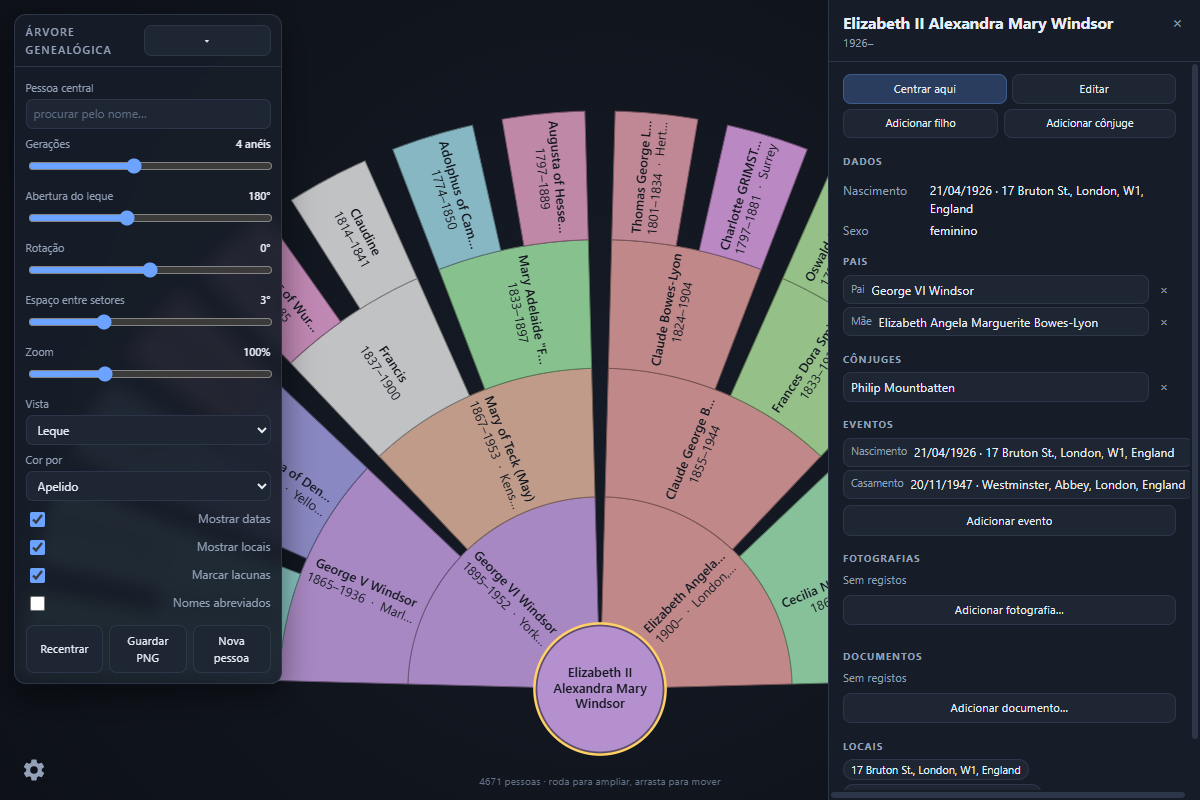 ÁRVORE
GENEALÓGICA
Pessoa central
procurar pelo nome...
Gerações 4 anéis
Abertura do leque 180°
Rotação 0°
Espaço entre setores 3°
Zoom 100%
Vista
Leque
Cor por
Apelido
Mostrar datas
Mostrar locais
Marcar lacunas
Nomes abreviados
Recentrar
Guardar
PNG
Nova
pessoa
of Wur...
a of Den...
· Yello...
Claudine
1814–1841
Adolphus of Cam...
1774–1850
Augusta of Hesse...
1797–1889
Thomas George L...
1801–1834 · Hert...
Charlotte GRIMST...
1797–1881 · Surrey
Oswald
Francis
1837–1900
Mary Adelaide "F...
1833–1897
Claude Bowes-Lyon
1824–1904
Frances Dora Sm
1833–19
Mary of Teck (May)
1867–1953 · Kens...
Claude George B...
1855–1944
George V Windsor
1865–1936 · Marl...
George VI Windsor
1895–1952 · York...
Elizabeth Angela...
1900– · London,...
Cecilia N
186
Elizabeth II
Alexandra Mary
Windsor
4671 pessoas · roda para ampliar, arrasta para mover
Elizabeth II Alexandra Mary Windsor
×
1926–
Centrar aqui
Editar
Adicionar filho
Adicionar cônjuge
DADOS
Nascimento 21/04/1926 · 17 Bruton St., London, W1,
England
Sexo feminino
PAIS
Pai George VI Windsor ×
Mãe Elizabeth Angela Marguerite Bowes-Lyon ×
CÔNJUGES
Philip Mountbatten ×
EVENTOS
Nascimento 21/04/1926 · 17 Bruton St., London, W1, England
Casamento 20/11/1947 · Westminster, Abbey, London, England
Adicionar evento
FOTOGRAFIAS
Sem registos
Adicionar fotografia...
DOCUMENTOS
Sem registos
Adicionar documento...
LOCAIS
17 Bruton St., London, W1, England